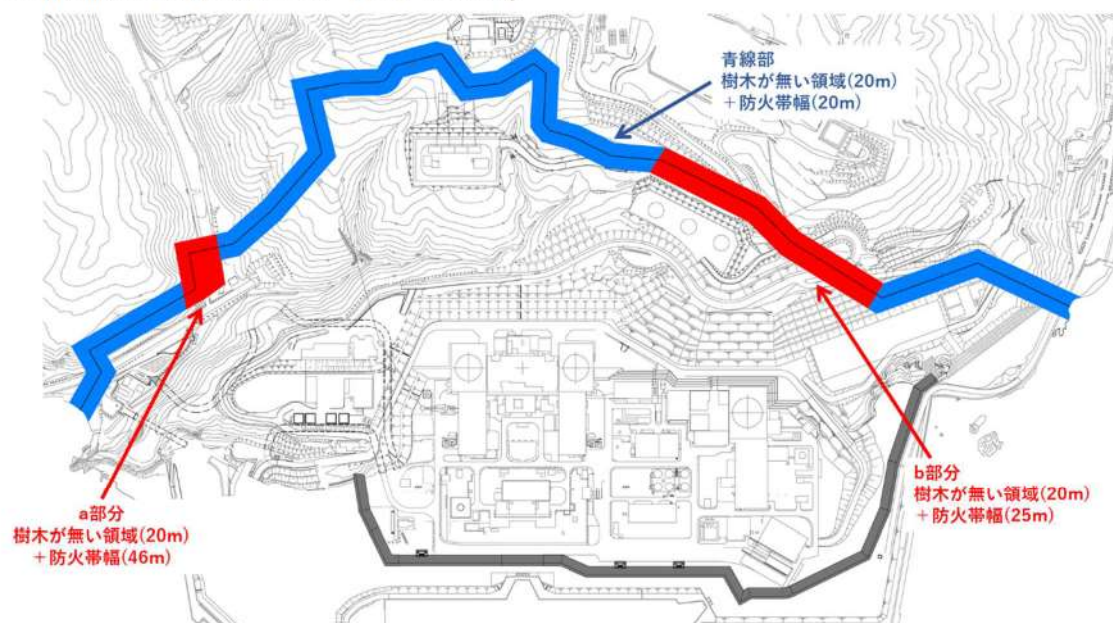 青線部
樹木が無い領域(20m)
＋防火帯幅(20m)
a部分
樹木が無い領域(20m)
＋防火帯幅(46m)
b部分
樹木が無い領域(20m)
＋防火帯幅(25m)